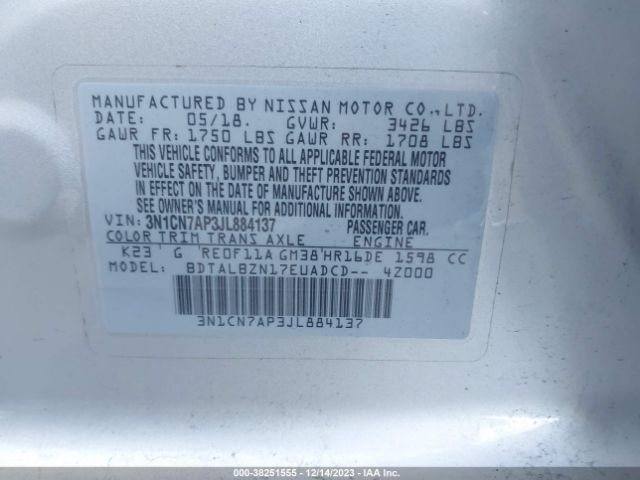 MANUFACTURED BY NISSAN MOTOR CO., LTD.
DATE: 05/18. GVWR: 3426 LBS
GAWR FR: 1750 LBS GAWR RR: 1708 LBS
THIS VEHICLE CONFORMS TO ALL APPLICABLE FEDERAL MOTOR
VEHICLE SAFETY, BUMPER AND THEFT PREVENTION STANDARDS
IN EFFECT ON THE DATE OF MANUFACTURE SHOWN ABOVE.
SEE OWNER'S MANUAL FOR ADDITIONAL INFORMATION.
VIN: 3N1CN7AP3JL884137 PASSENGER CAR.
COLOR TRIM TRANS AXLE ENGINE
K23 G RE0F11A GM38 HR16DE 1598 CC
BDTALBZN17EUADCD-- 4Z000
3N1CN7AP3JL884137
000-38251555 - 12/14/2023 - IAAI.COM